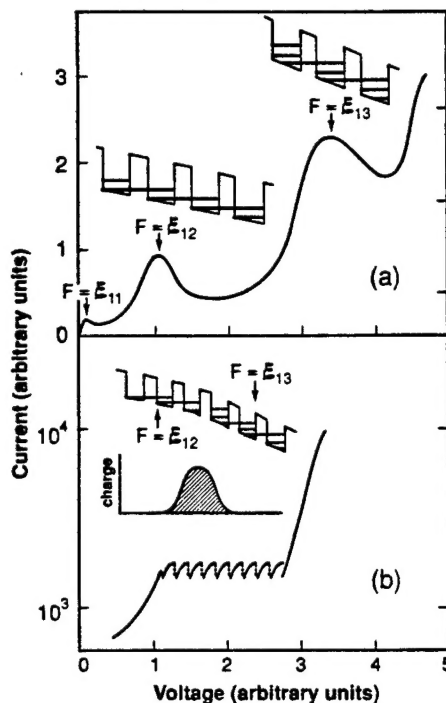 3
2
1
0
F = E₁₃
F = E₁₂
F = E₁₁
(a)
Current (arbitrary units)
10⁴
10³
F = E₁₃
F = E₁₂
charge
(b)
0 1 2 3 4 5
Voltage (arbitrary units)